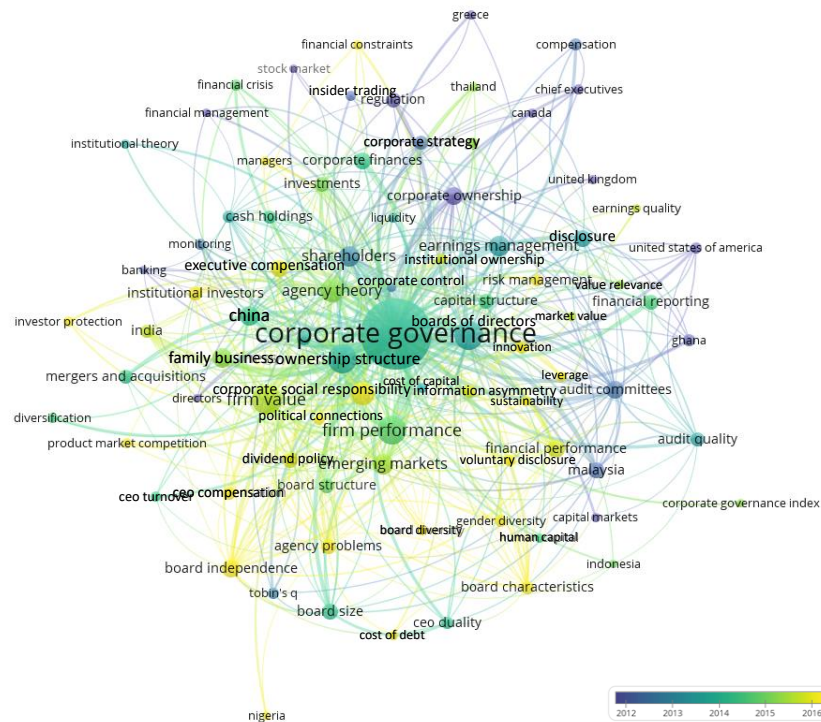 greece
financial constraints
compensation
stock market
financial crisis
insider trading
thailand
chief executives
regulation
financial management
canada
institutional theory
corporate strategy
managers
corporate finances
investments
united kingdom
corporate ownership
earnings quality
cash holdings
liquidity
disclosure
monitoring
earnings management
united states of america
shareholders
institutional ownership
executive compensation
banking
corporate control
risk management
value relevance
institutional investors
agency theory
capital structure
financial reporting
china
market value
investor protection
boards of directors
india
corporate governance
ghana
innovation
family business
ownership structure
mergers and acquisitions
leverage
cost of capital
corporate social responsibility
information asymmetry
audit committees
directors
firm value
sustainability
diversification
political connections
firm performance
audit quality
product market competition
financial performance
dividend policy
emerging markets
voluntary disclosure
malaysia
board structure
ceo turnover
ceo compensation
corporate governance index
gender diversity
capital markets
board diversity
human capital
agency problems
indonesia
board independence
board characteristics
tobin's q
board size
ceo duality
cost of debt
nigeria
2012 2013 2014 2015 2016